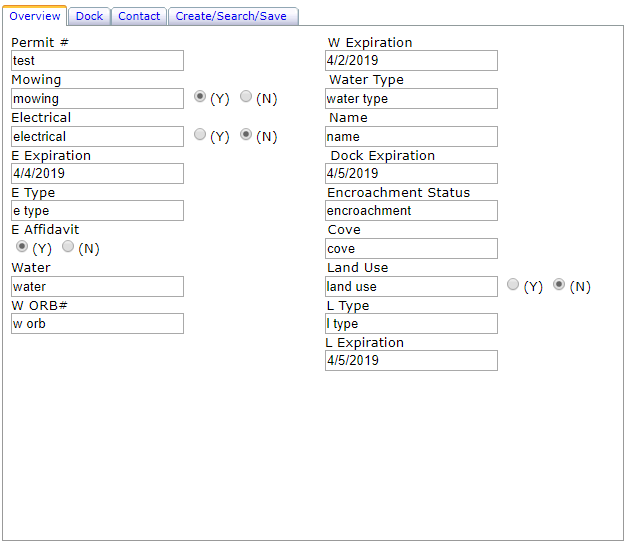 Overview Dock Contact Create/Search/Save
Permit # W Expiration
test 4/2/2019
Mowing Water Type
mowing (Y) (N) water type
Electrical Name
electrical (Y) (N) name
E Expiration Dock Expiration
4/4/2019 4/5/2019
E Type Encroachment Status
e type encroachment
E Affidavit Cove
(Y) (N) cove
Water Land Use
water land use (Y) (N)
W ORB# L Type
w orb l type
L Expiration
4/5/2019